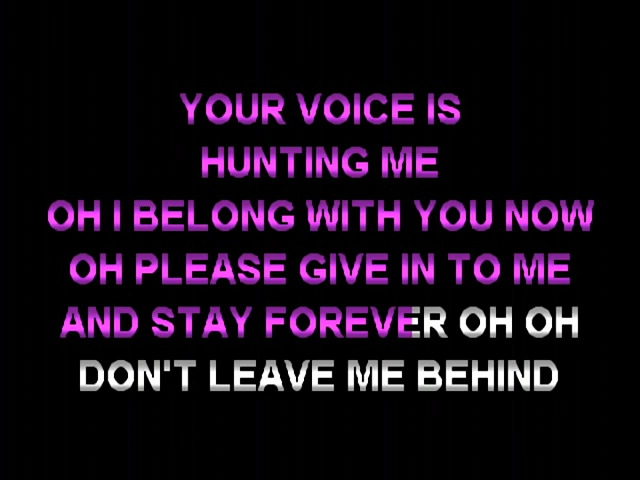 YOUR VOICE IS
HUNTING ME
OH I BELONG WITH YOU NOW
OH PLEASE GIVE IN TO ME
AND STAY FOREVER OH OH
DON'T LEAVE ME BEHIND